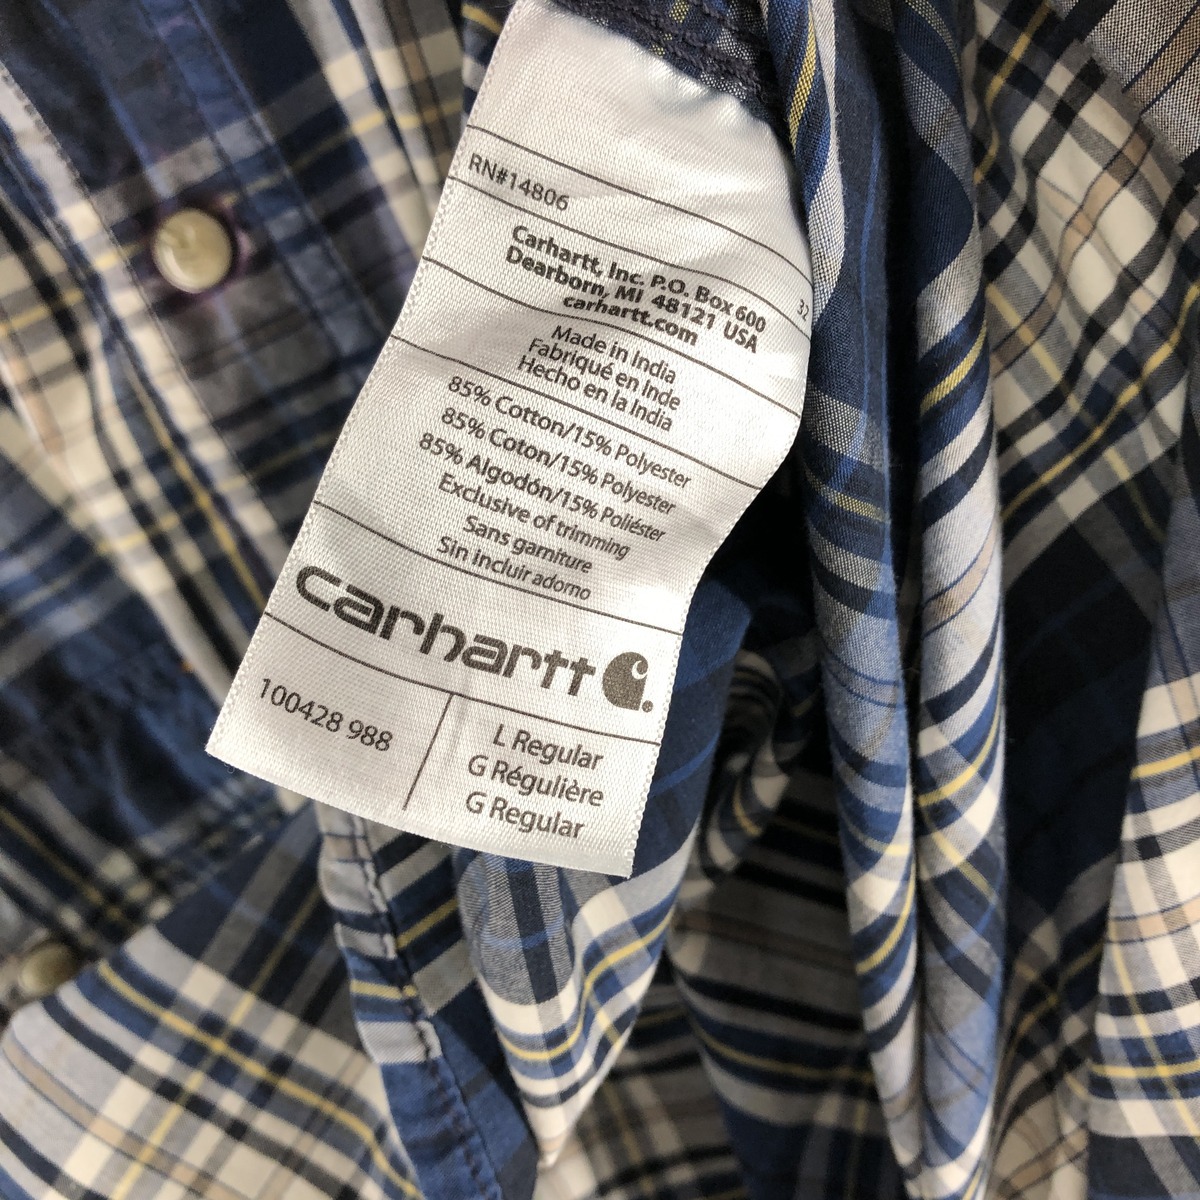 RN#14806
32
Carhartt, Inc. P.O. Box 600
Dearborn, MI 48121 USA
carhartt.com
Made in India
Fabriqué en Inde
Hecho en la India
85% Cotton/15% Polyester
85% Coton/15% Polyester
85% Algodón/15% Poliéster
Exclusive of trimming
Sans garniture
Sin incluir adorno
carhartt
100428 988
L Regular
G Régulière
G Regular